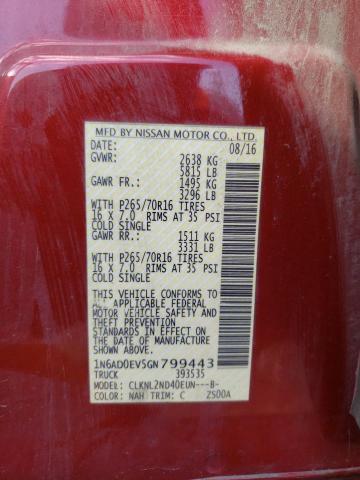 MFD BY NISSAN MOTOR CO., LTD.
DATE: 08/16
GVWR: 2638 KG
5815 LB
GAWR FR.: 1495 KG
3296 LB
WITH P265/70R16 TIRES
16 X 7.0 RIMS AT 35 PSI
COLD SINGLE
GAWR RR.: 1511 KG
3331 LB
WITH P265/70R16 TIRES
16 X 7.0 RIMS AT 35 PSI
COLD SINGLE
THIS VEHICLE CONFORMS TO
ALL APPLICABLE FEDERAL
MOTOR VEHICLE SAFETY AND
THEFT PREVENTION
STANDARDS IN EFFECT ON
THE DATE OF MANUFACTURE
SHOWN ABOVE.
1N6AD0EV5GN799443
TRUCK 393535
MODEL: CLKNL2ND40EUN---B-
COLOR: NAH TRIM: C Z500A